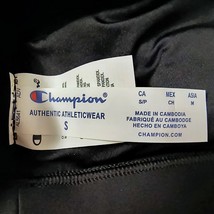 Champion
AUTHENTIC ATHLETICWEAR
S
CA MEX ASIA
S/P CH M
MADE IN CAMBODIA
FABRIQUÉ AU CAMBODGE
HECHO EN CAMBOYA
CHAMPION.COM